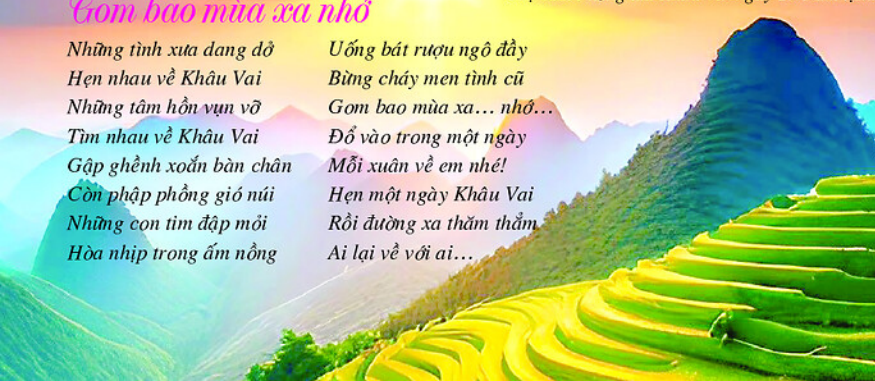 Gom bao mùa xa nhớ
Những tình xưa dang dở
Hẹn nhau về Khâu Vai
Những tâm hồn vụn vỡ
Tìm nhau về Khâu Vai
Gập ghềnh xoắn bàn chân
Còn phập phồng gió núi
Những con tim đập mỏi
Hòa nhịp trong ấm nồng
Uống bát rượu ngô đầy
Bừng cháy men tình cũ
Gom bao mùa xa... nhớ...
Đổ vào trong một ngày
Mỗi xuân về em nhé!
Hẹn một ngày Khâu Vai
Rồi đường xa thăm thẳm
Ai lại về với ai...